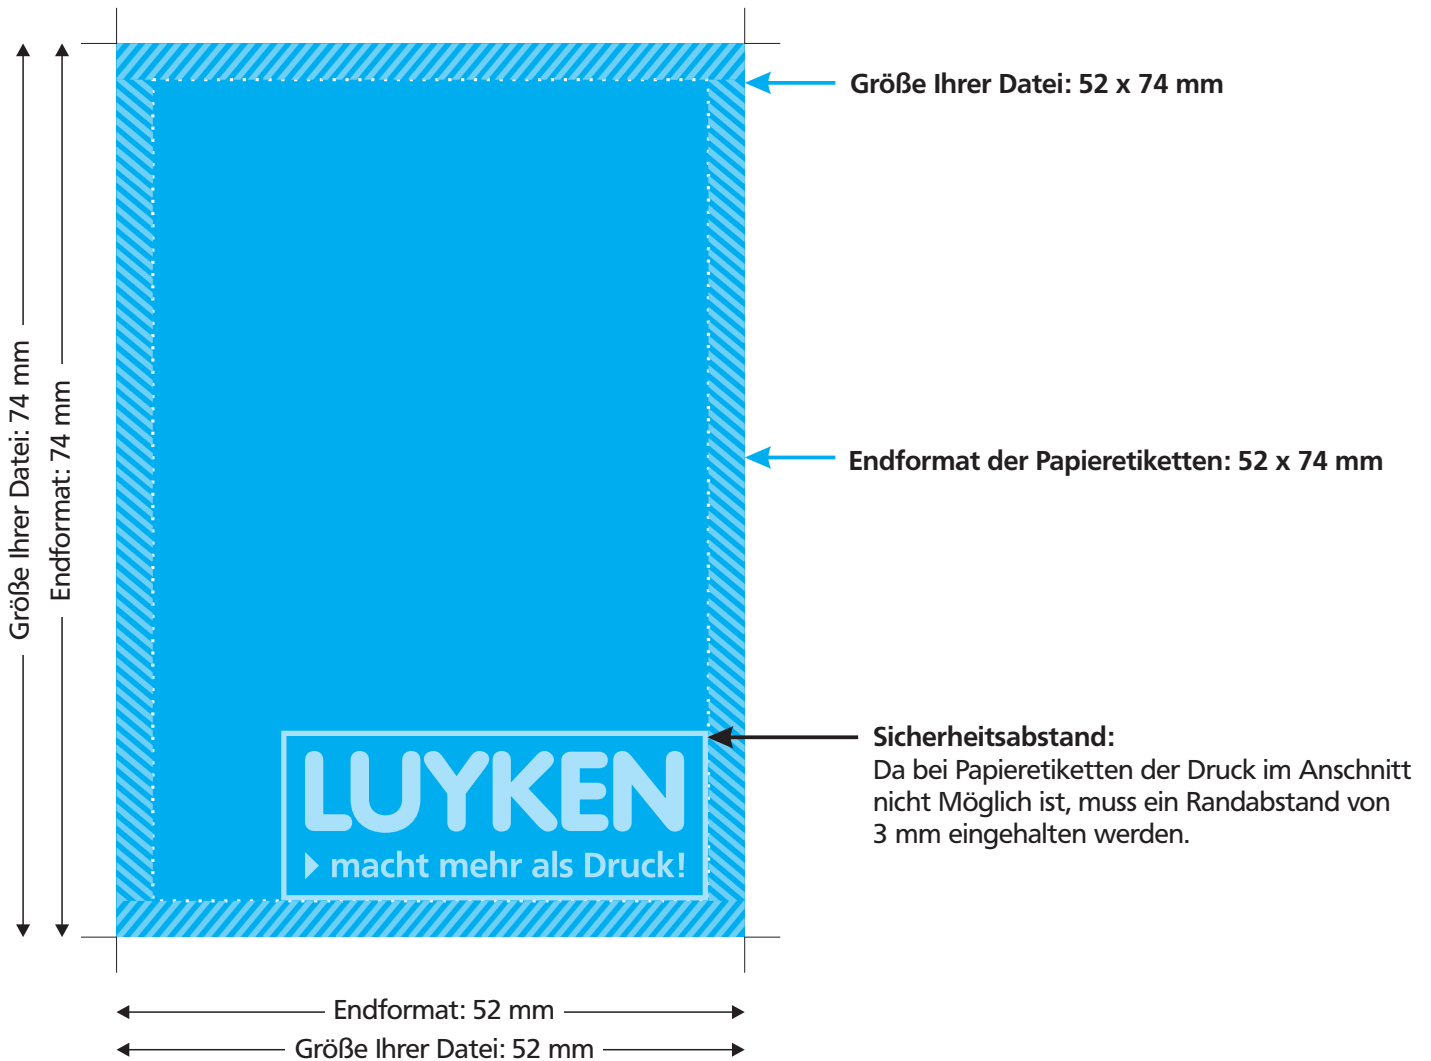 Größe Ihrer Datei: 52 x 74 mm
Größe Ihrer Datei: 74 mm
Endformat: 74 mm
Endformat der Papieretiketten: 52 x 74 mm
Sicherheitsabstand:
Da bei Papieretiketten der Druck im Anschnitt
nicht Möglich ist, muss ein Randabstand von
3 mm eingehalten werden.
LUYKEN
macht mehr als Druck!
Endformat: 52 mm
Größe Ihrer Datei: 52 mm